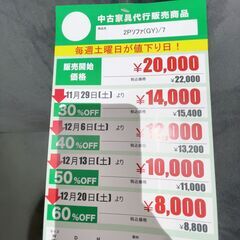 中古家具代行販売商品
商品名 2Pソファ(GY)/7
毎週土曜日が値下り日！
販売開始価格 ¥20,000
税込価格 ¥22,000
11月29日(土)より ¥14,000
30%OFF 税込価格 ¥15,400
12月6日(土)より ¥12,000
40%OFF 税込価格 ¥13,200
12月13日(土)より ¥10,000
50%OFF 税込価格 ¥11,000
12月20日(土)より ¥8,000
60%OFF 税込価格 ¥8,800
W D H